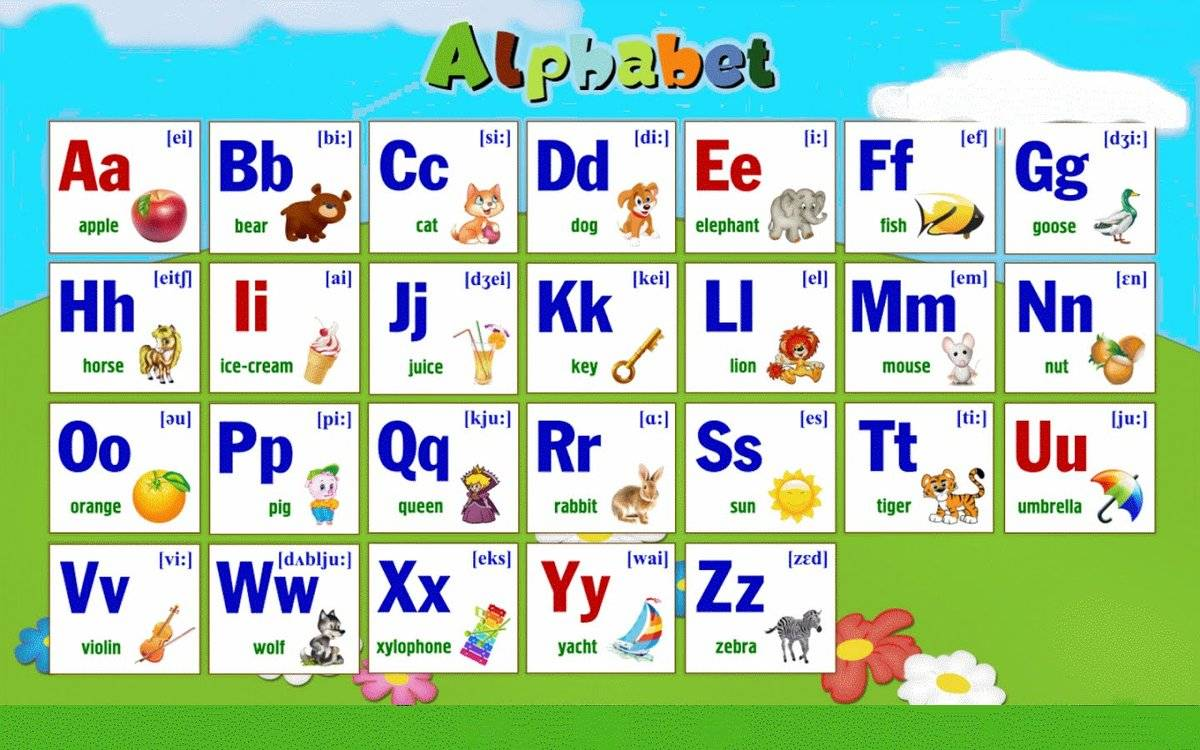 Alphabet
Aa [ei]
apple
Bb [bi:]
bear
Cc [si:]
cat
Dd [di:]
dog
Ee [i:]
elephant
Ff [ef]
fish
Gg [dʒi:]
goose
Hh [eitʃ]
horse
Ii [ai]
ice-cream
Jj [dʒei]
juice
Kk [kei]
key
Ll [el]
lion
Mm [em]
mouse
Nn [ɛn]
nut
Oo [əu]
orange
Pp [pi:]
pig
Qq [kju:]
queen
Rr [ɑ:]
rabbit
Ss [es]
sun
Tt [ti:]
tiger
Uu [ju:]
umbrella
Vv [vi:]
violin
Ww [dʌblju:]
wolf
Xx [eks]
xylophone
Yy [wai]
yacht
Zz [zɛd]
zebra